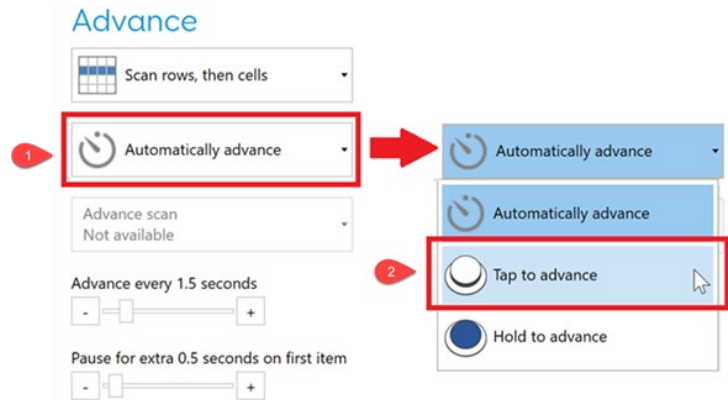 Advance
Scan rows, then cells
1
Automatically advance
Advance scan
Not available
Advance every 1.5 seconds
- +
Pause for extra 0.5 seconds on first item
- +
Automatically advance
Automatically advance
2
Tap to advance
Hold to advance